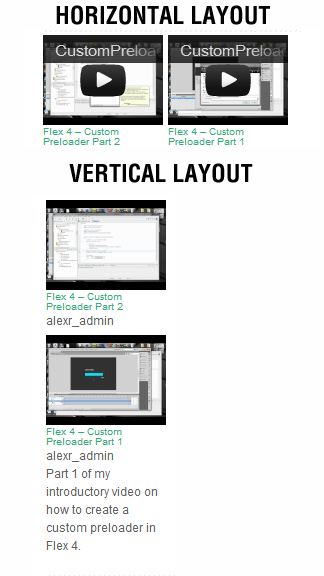 HORIZONTAL LAYOUT
CustomPreloa CustomPreloa
Flex 4 – Custom Flex 4 – Custom
Preloader Part 2 Preloader Part 1
VERTICAL LAYOUT
Flex 4 – Custom
Preloader Part 2
alexr_admin
Flex 4 – Custom
Preloader Part 1
alexr_admin
Part 1 of my
introductory video on
how to create a
custom preloader in
Flex 4.